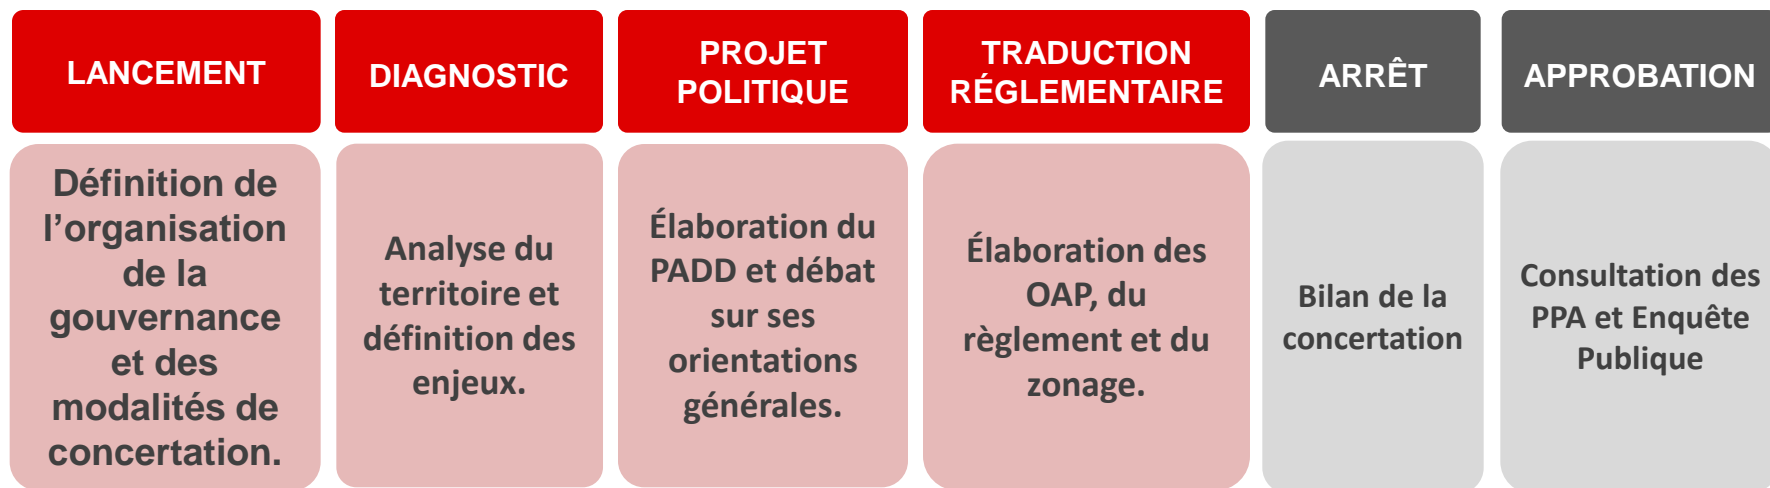 LANCEMENT
Définition de
l’organisation
de la
gouvernance
et des
modalités de
concertation.
DIAGNOSTIC
Analyse du
territoire et
définition des
enjeux.
PROJET
POLITIQUE
Élaboration du
PADD et débat
sur ses
orientations
générales.
TRADUCTION
RÉGLEMENTAIRE
Élaboration des
OAP, du
règlement et du
zonage.
ARRÊT
Bilan de la
concertation
APPROBATION
Consultation des
PPA et Enquête
Publique